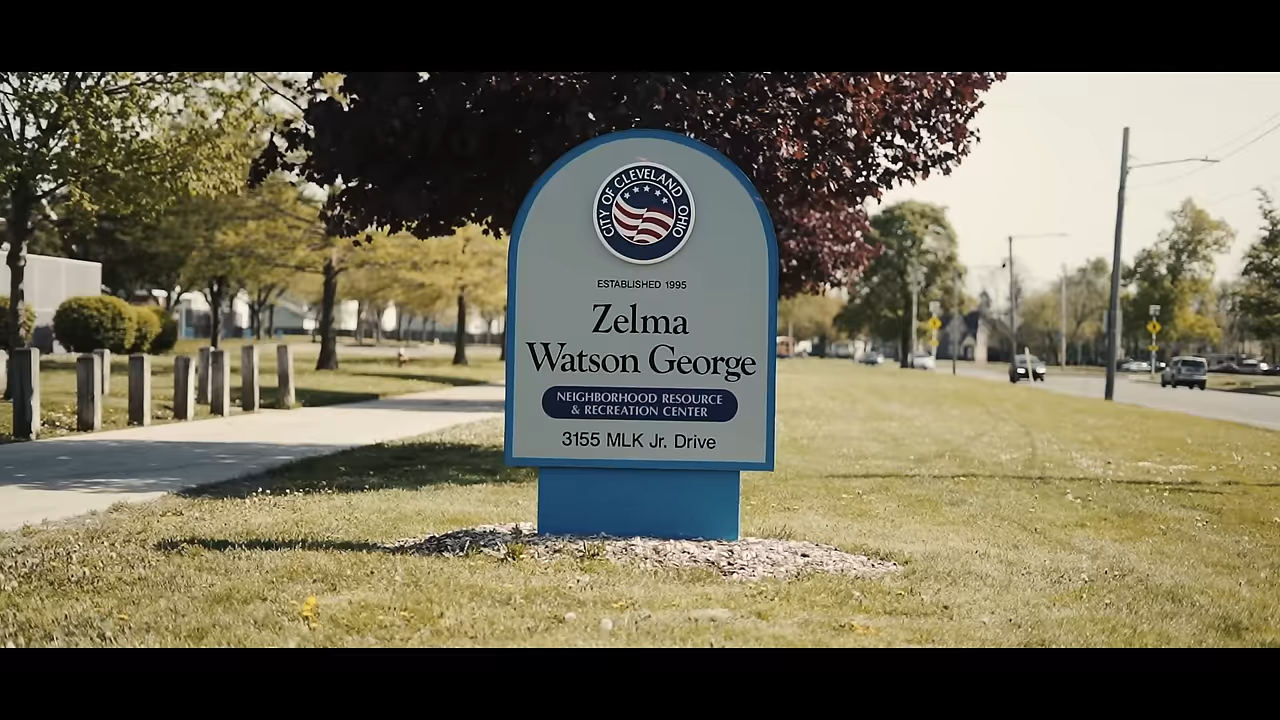 CITY OF CLEVELAND OHIO
ESTABLISHED 1995
Zelma
Watson George
NEIGHBORHOOD RESOURCE
& RECREATION CENTER
3155 MLK Jr. Drive